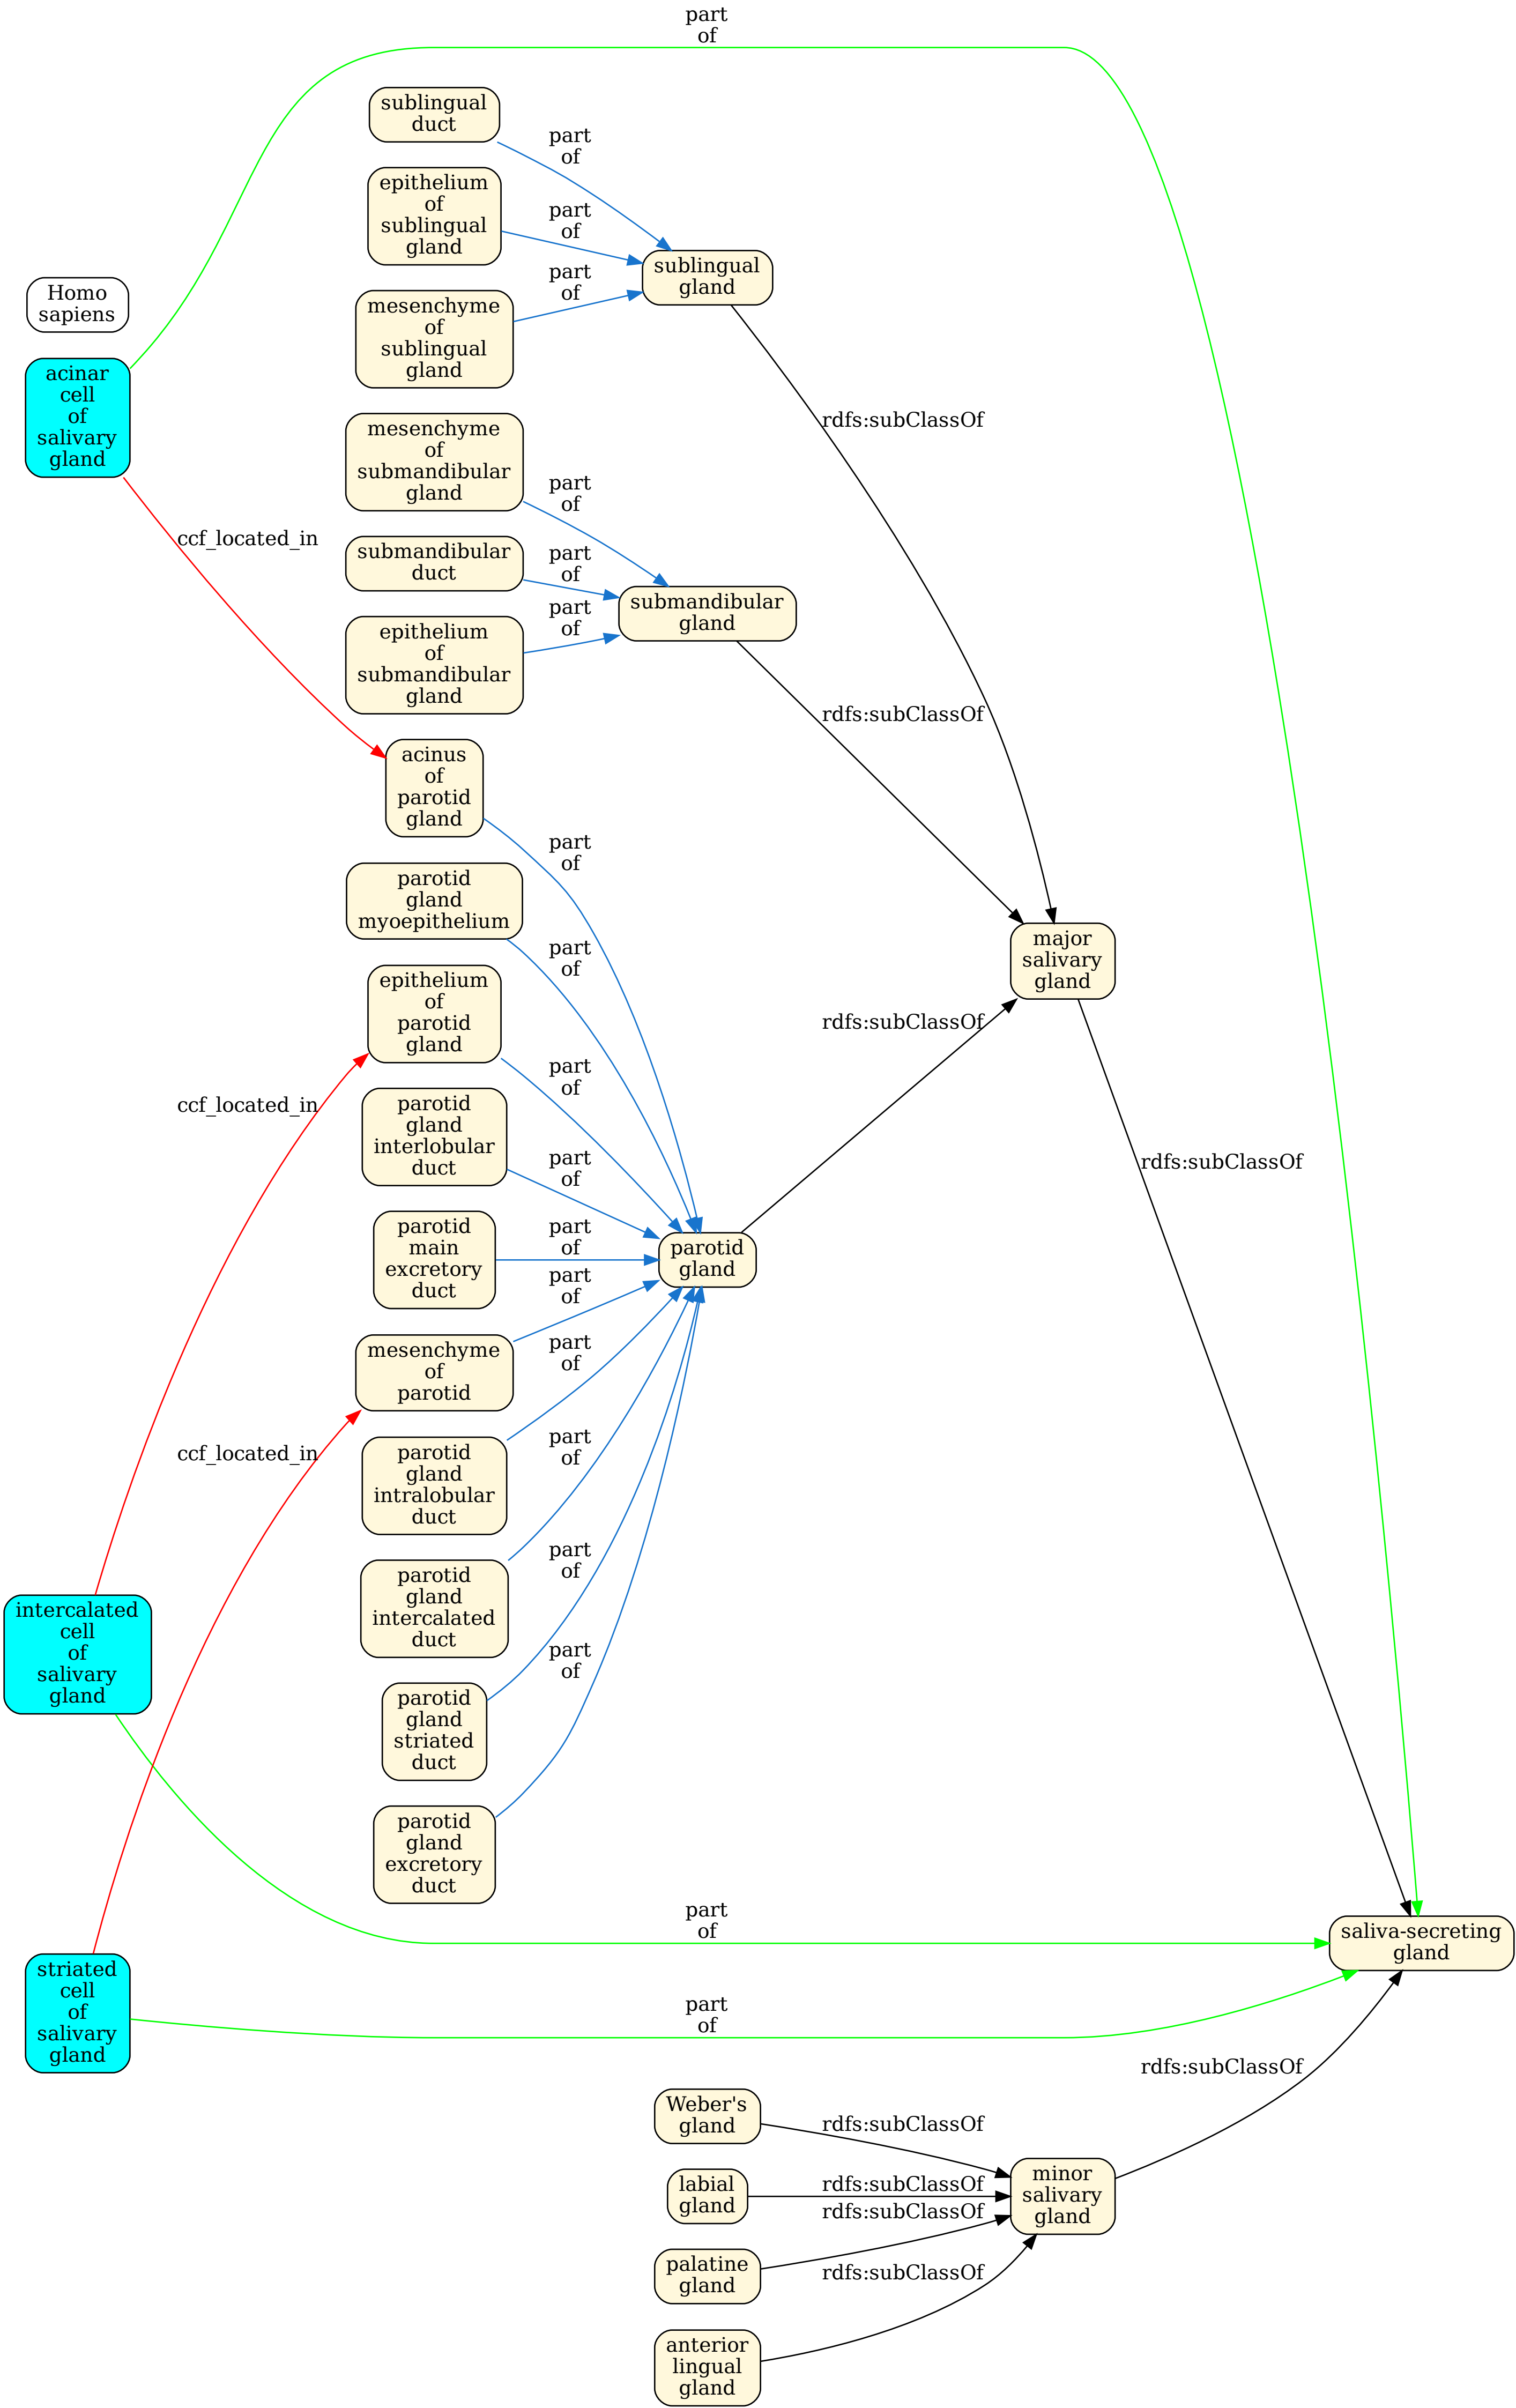 part
of
sublingual
duct
part
of
epithelium
of
sublingual
gland
part
of
sublingual
gland
Homo
sapiens
mesenchyme
of
sublingual
gland
part
of
acinar
cell
of
salivary
gland
rdfs:subClassOf
mesenchyme
of
submandibular
gland
part
of
ccf_located_in
submandibular
duct
part
of
submandibular
gland
epithelium
of
submandibular
gland
part
of
rdfs:subClassOf
acinus
of
parotid
gland
part
of
parotid
gland
myoepithelium
part
of
major
salivary
gland
epithelium
of
parotid
gland
part
of
rdfs:subClassOf
ccf_located_in
parotid
gland
interlobular
duct
part
of
rdfs:subClassOf
parotid
main
excretory
duct
part
of
parotid
gland
part
of
mesenchyme
of
parotid
part
of
ccf_located_in
parotid
gland
intralobular
duct
part
of
parotid
gland
intercalated
duct
part
of
intercalated
cell
of
salivary
gland
parotid
gland
striated
duct
part
of
parotid
gland
excretory
duct
part
of
saliva-secreting
gland
striated
cell
of
salivary
gland
part
of
rdfs:subClassOf
Weber's
gland
rdfs:subClassOf
labial
gland
rdfs:subClassOf
minor
salivary
gland
rdfs:subClassOf
palatine
gland
rdfs:subClassOf
anterior
lingual
gland